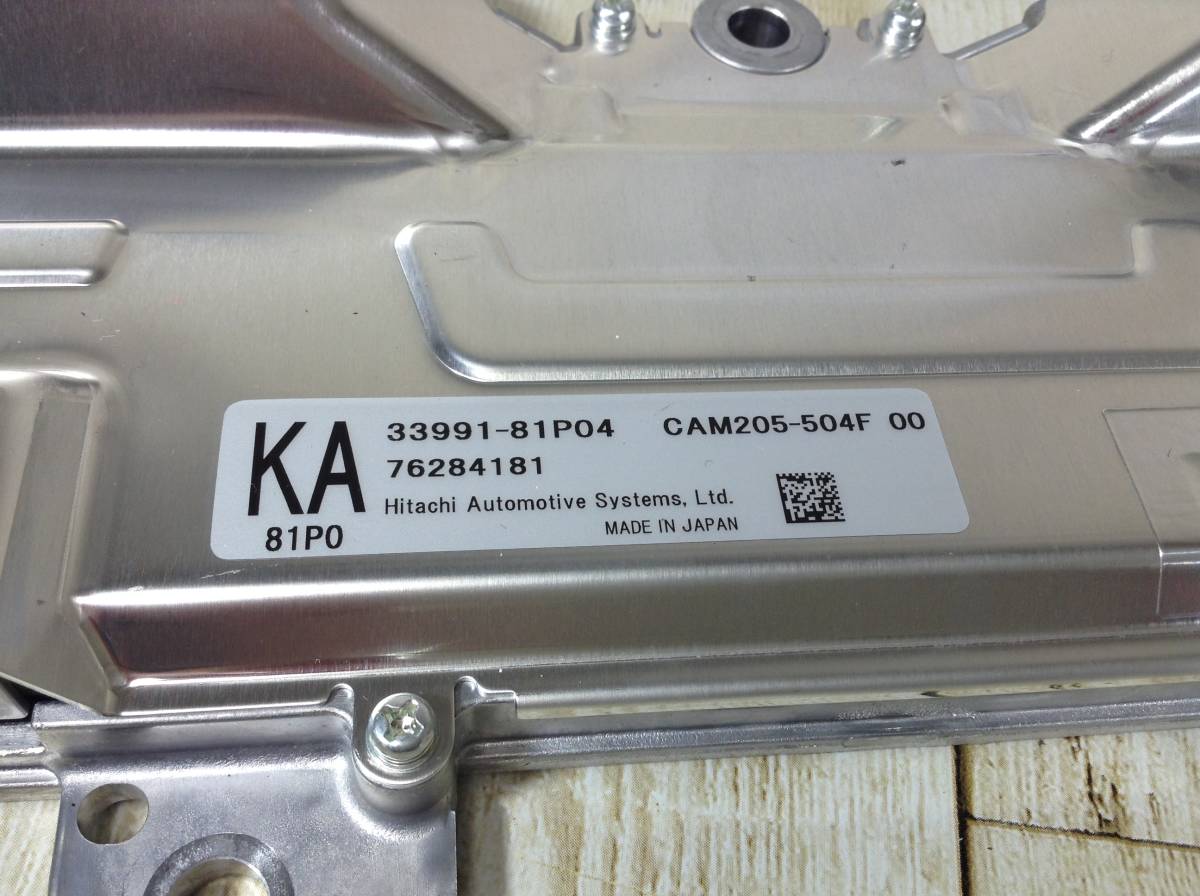 KA 33991-81P04 CAM205-504F 00
76284181
Hitachi Automotive Systems, Ltd.
81P0 MADE IN JAPAN